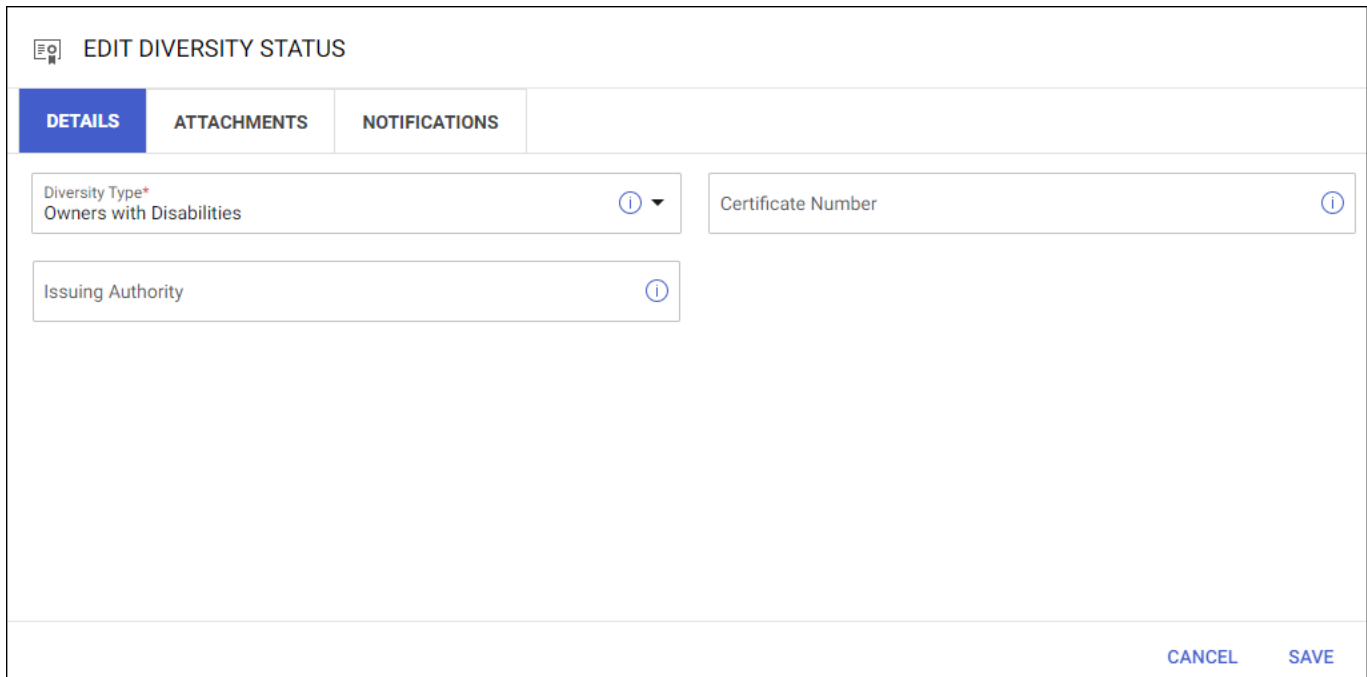 EDIT DIVERSITY STATUS
DETAILS
ATTACHMENTS
NOTIFICATIONS
Diversity Type*
Owners with Disabilities
Certificate Number
Issuing Authority
CANCEL
SAVE